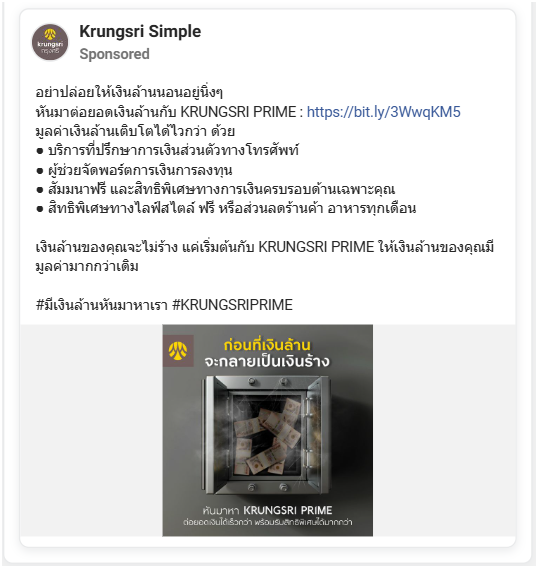 Krungsri Simple
Sponsored
krungsri
กรุงศรี
อย่าปล่อยให้เงินล้านนอนอยู่นิ่งๆ
หันมาต่อยอดเงินล้านกับ KRUNGSRI PRIME : https://bit.ly/3WwqKM5
มูลค่าเงินล้านเติบโตได้ไวกว่า ด้วย
● บริการที่ปรึกษาการเงินส่วนตัวทางโทรศัพท์
● ผู้ช่วยจัดพอร์ตการเงินการลงทุน
● สัมมนาฟรี และสิทธิพิเศษทางการเงินครบรอบด้านเฉพาะคุณ
● สิทธิพิเศษทางไลฟ์สไตล์ ฟรี หรือส่วนลดร้านค้า อาหารทุกเดือน
เงินล้านของคุณจะไม่ร้าง แค่เริ่มต้นกับ KRUNGSRI PRIME ให้เงินล้านของคุณมี
มูลค่ามากกว่าเดิม
#มีเงินล้านหันมาหาเรา #KRUNGSRIPRIME
ก่อนที่เงินล้าน
จะกลายเป็นเงินร้าง
หันมาหา KRUNGSRI PRIME
ต่อยอดเงินได้เร็วกว่า พร้อมรับสิทธิพิเศษได้มากกว่า